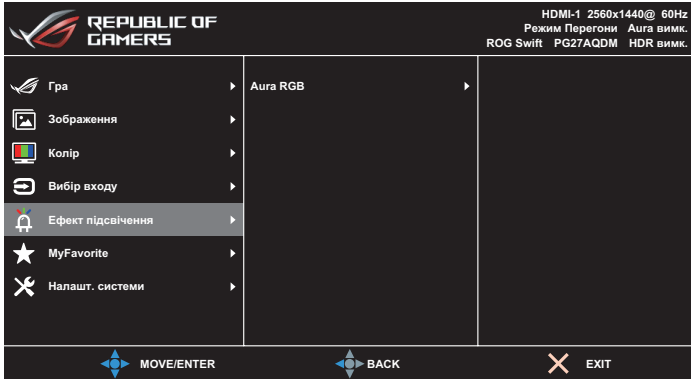 REPUBLIC OF
GAMERS
HDMI-1 2560x1440@ 60Hz
Режим Перегони Aura вимк.
ROG Swift PG27AQDM HDR вимк.
Гра
Aura RGB
Зображення
Колір
Вибір входу
Ефект підсвічення
MyFavorite
Налашт. системи
MOVE/ENTER
BACK
EXIT